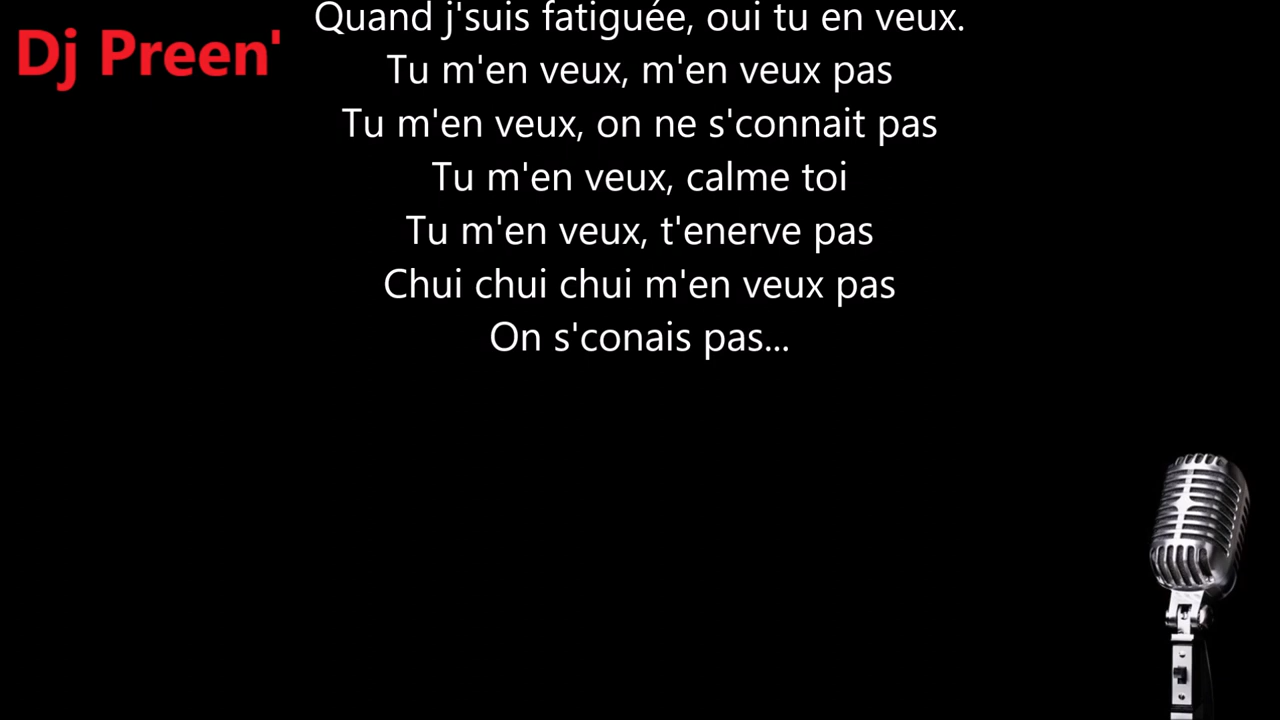 Dj Preen'
Quand j'suis fatiguée, oui tu en veux.
Tu m'en veux, m'en veux pas
Tu m'en veux, on ne s'connait pas
Tu m'en veux, calme toi
Tu m'en veux, t'enerve pas
Chui chui chui m'en veux pas
On s'conais pas...